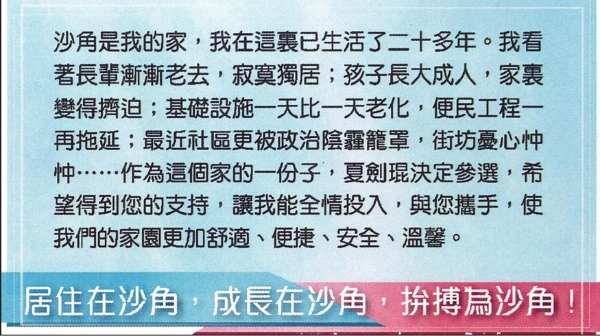 沙角是我的家，我在這裏已生活了二十多年。我看
著長輩漸漸老去，寂寞獨居；孩子長大成人，家裏
變得擠迫；基礎設施一天比一天老化，便民工程一
再拖延；最近社區更被政治陰霾籠罩，街坊憂心忡
忡……作為這個家的一份子，夏劍琨決定參選，希
望得到您的支持，讓我能全情投入，與您攜手，使
我們的家園更加舒適、便捷、安全、溫馨。
居住在沙角，成長在沙角，拚搏為沙角！